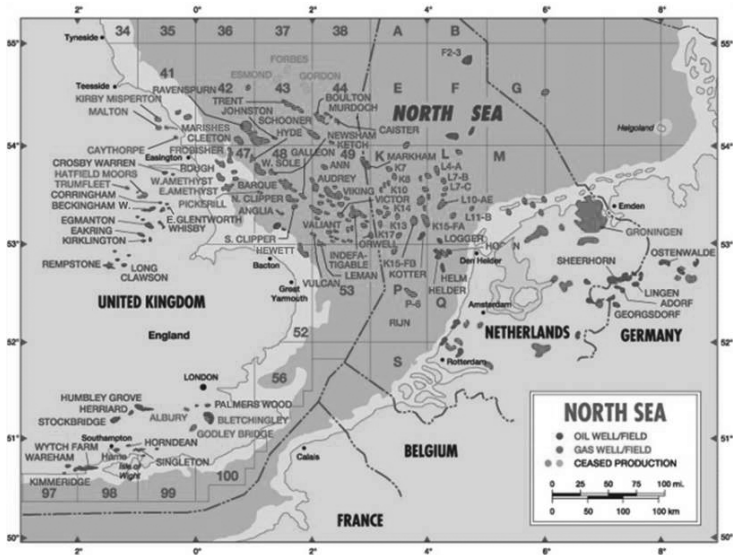 2° 0° 2° 4° 6° 8°
34 35 36 37 38 A B
Tyneside
55° 55°
FORBES
F2-3
41
ESMOND GORDON
Teesside
RAVENSPURN 42 43 44 E F G
KIRBY MISPERTON TRENT BOULTON
MALTON JOHNSTON MURDOCH
SCHOONER NORTH SEA
MARISHES HYDE NEWSHAM CAISTER
CLEETON KETCH
Helgoland
54° 54°
CAYTHORPE FROBISHER 47 48 GALLEON 49 K MARKHAM L M
Easington
CROSBY WARREN ROUGH W. SOLE ANN K7 L4-A
HATFIELD MOORS K8 L7-B
TRUMFLEET W.AMETHYST BARQUE AUDREY L7-C
E.AMETHYST VIKING K10
CORRINGHAM PICKERILL N. CLIPPER VICTOR L10-AE
BECKINGHAM W. K14
Emden
ANGLIA L11-B
EGMANTON E. GLENTWORTH K13 K15-FA
EAKRING WHISBY VALIANT K17 GRONINGEN
KIRKLINGTON ORWELL LOGGER
53° 53°
S. CLIPPER HOORN
HEWETT INDEFA-
TIGABLE K15-FB Den Helder SHEERHORN OSTENWALDE
REMPSTONE LONG
CLAWSON Bacton LEMAN KOTTER HELM
HELDER LINGEN
VULCAN 53 P Q ADORF
Great
Yarmouth P-6 GEORGSDORF
UNITED KINGDOM Amsterdam
RIJN
England 52 NETHERLANDS GERMANY
52° 52°
S
Rotterdam
LONDON 56
HUMBLEY GROVE PALMERS WOOD
HERRIARD ALBURY
STOCKBRIDGE BLETCHINGLEY
GODLEY BRIDGE
51° 51°
Southampton HORNDEAN BELGIUM
WYTCH FARM
WAREHAM Hamble Isle of
Wight SINGLETON
Calais
KIMMERIDGE
97 98 99 100
50° 50°
FRANCE
2° 0° 2° 4° 6° 8°
NORTH SEA
OIL WELL/FIELD
GAS WELL/FIELD
CEASED PRODUCTION
0 25 50 75 100 mi.
0 50 100 km